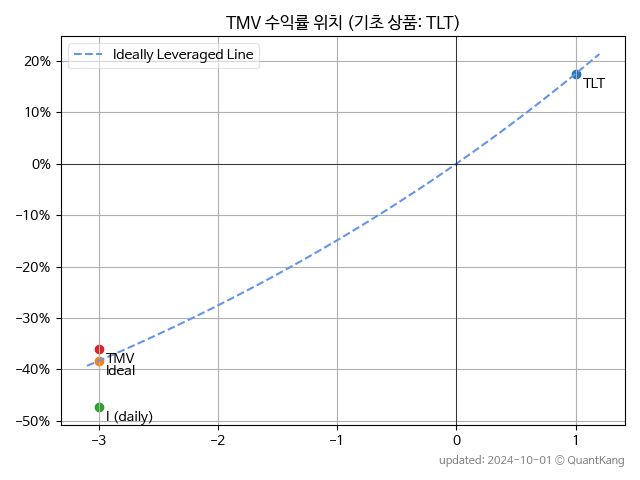 TMV 수익률 위치 (기초 상품: TLT)
Ideally Leveraged Line
20%
10%
0%
−10%
−20%
−30%
−40%
−50%
TLT
TMV
Ideal
I (daily)
−3
−2
−1
0
1
updated: 2024-10-01 © QuantKang